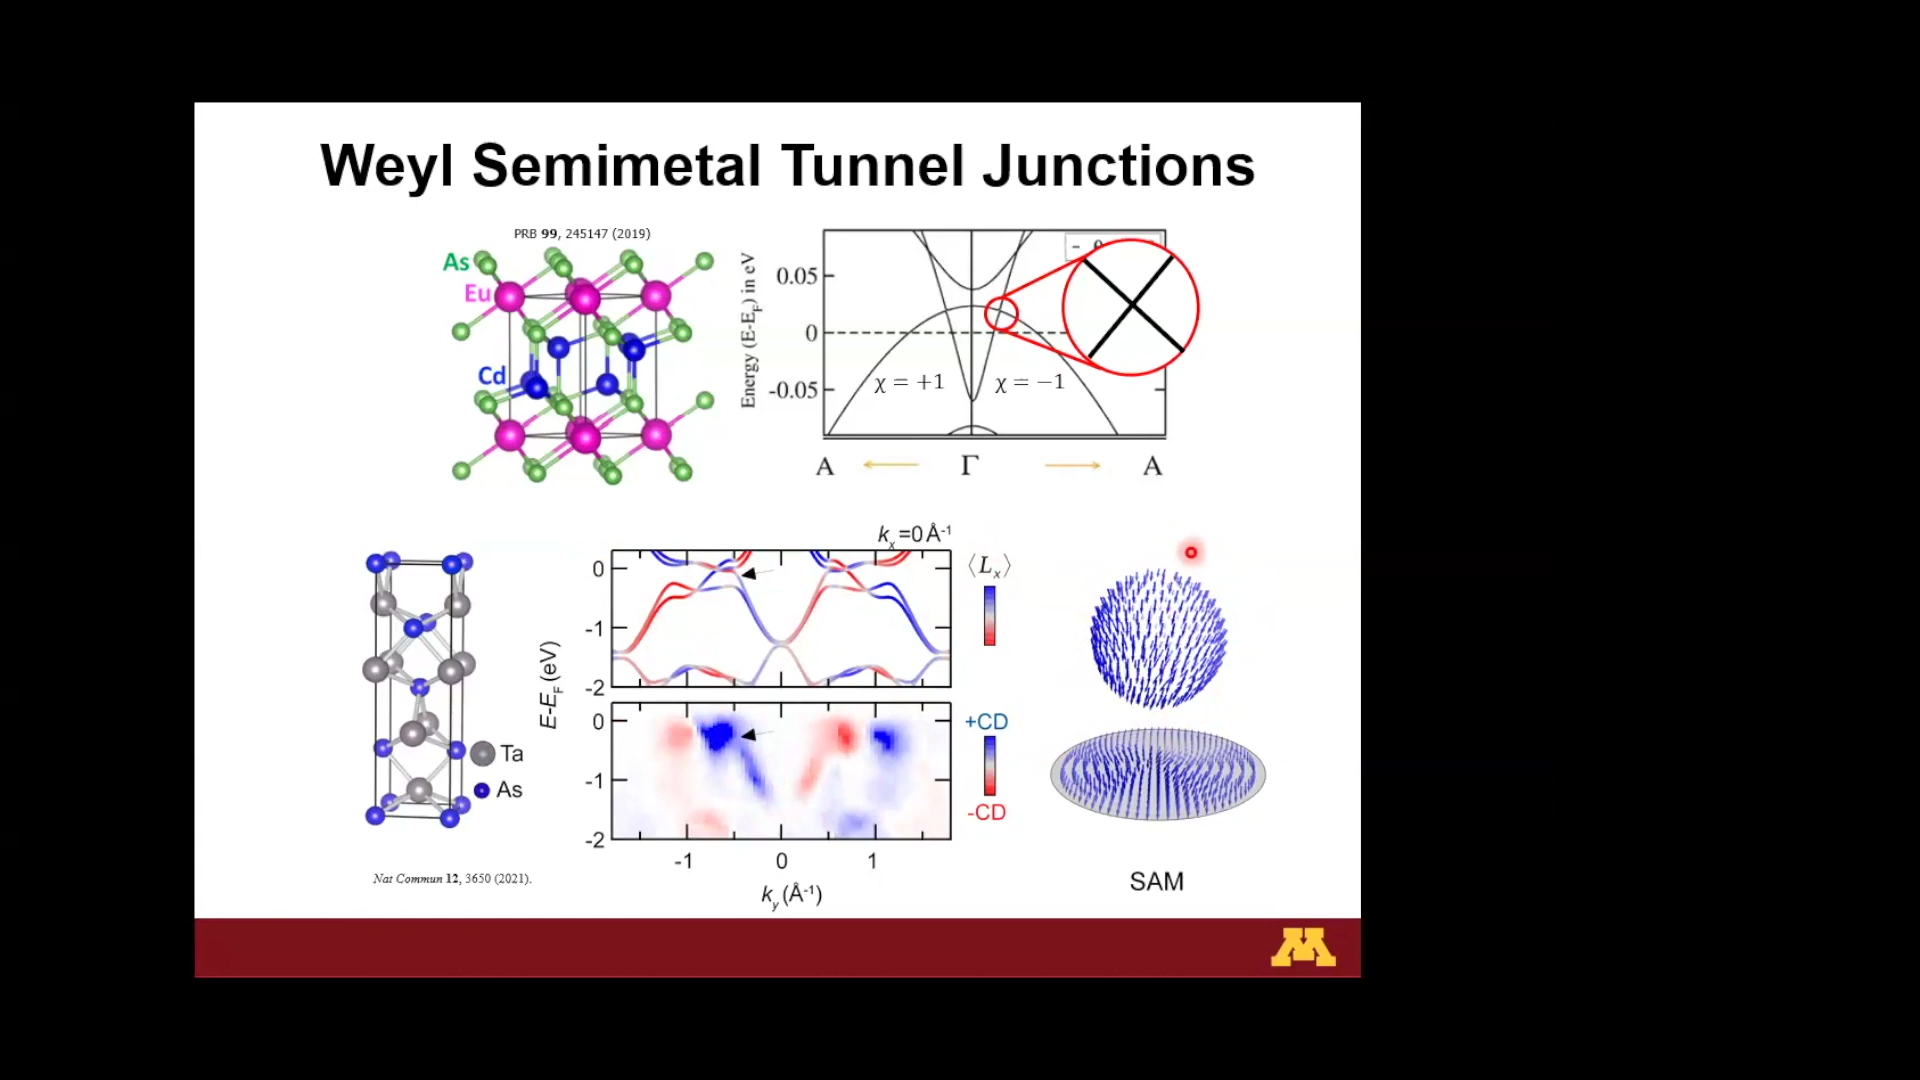 Weyl Semimetal Tunnel Junctions
PRB 99, 245147 (2019)
As
Eu
Cd
Energy (E-E_F) in eV
0.05
0
-0.05
χ = +1
χ = −1
A
Γ
A
k_x=0 Å⁻¹
0
-1
-2
⟨L_x⟩
E-E_F (eV)
0
-1
-2
+CD
-CD
-1
0
1
k_y (Å⁻¹)
Ta
As
Nat Commun 12, 3650 (2021).
SAM
M